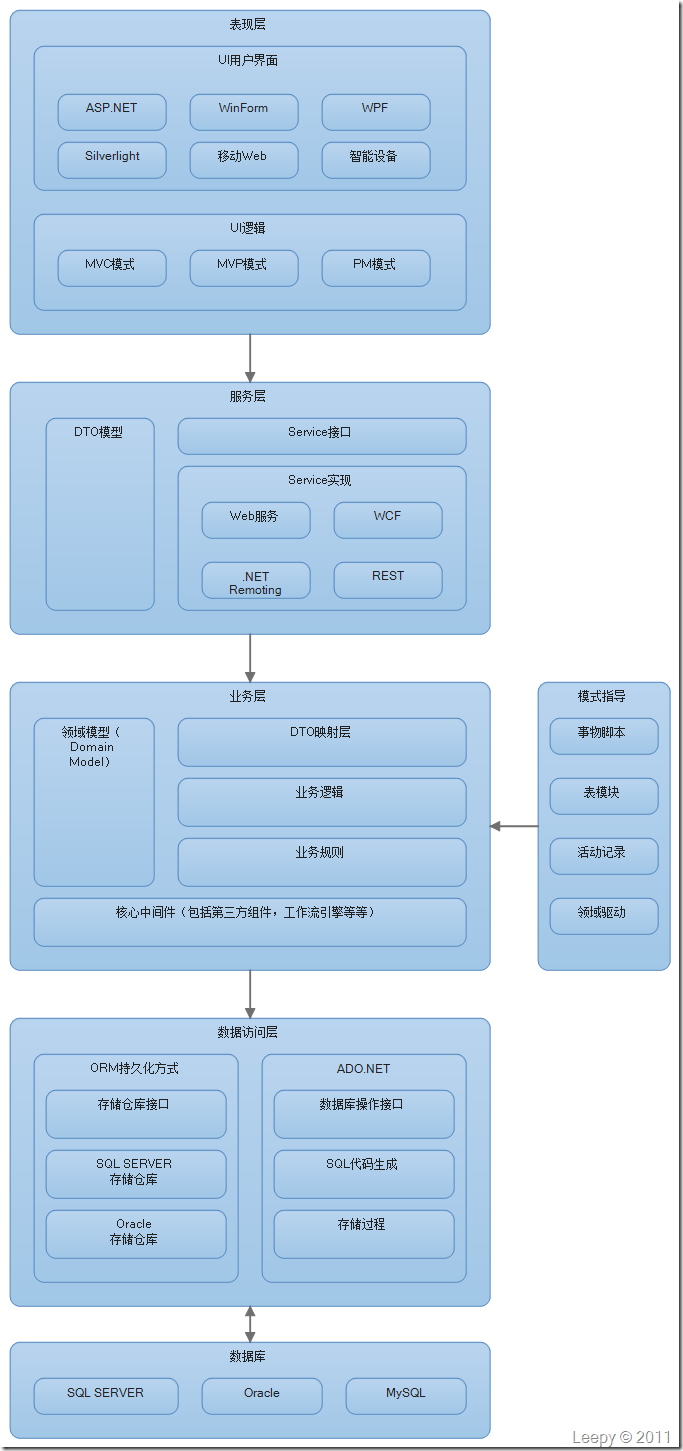 表现层
UI用户界面
ASP.NET
WinForm
WPF
Silverlight
移动Web
智能设备
UI逻辑
MVC模式
MVP模式
PM模式
服务层
DTO模型
Service接口
Service实现
Web服务
WCF
.NET
Remoting
REST
业务层
领域模型（
Domain
Model）
DTO映射层
业务逻辑
业务规则
核心中间件（包括第三方组件，工作流引擎等等）
模式指导
事物脚本
表模块
活动记录
领域驱动
数据访问层
ORM持久化方式
存储仓库接口
SQL SERVER
存储仓库
Oracle
存储仓库
ADO.NET
数据库操作接口
SQL代码生成
存储过程
数据库
SQL SERVER
Oracle
MySQL
Leepy © 2011